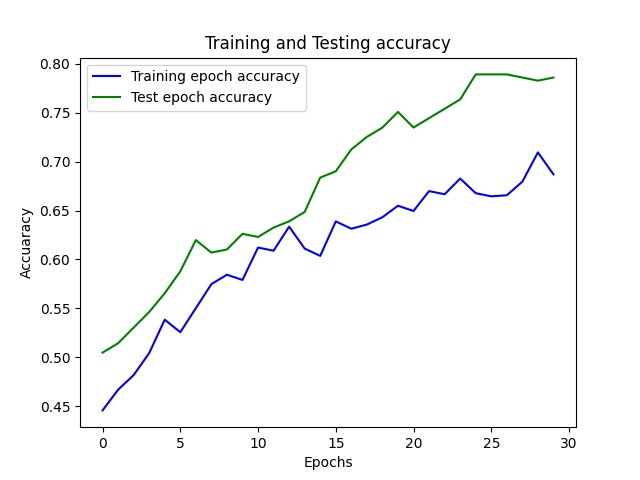 Training and Testing accuracy
Training epoch accuracy
Test epoch accuracy
0.80
0.75
0.70
0.65
0.60
0.55
0.50
0.45
Accuaracy
0 5 10 15 20 25 30
Epochs